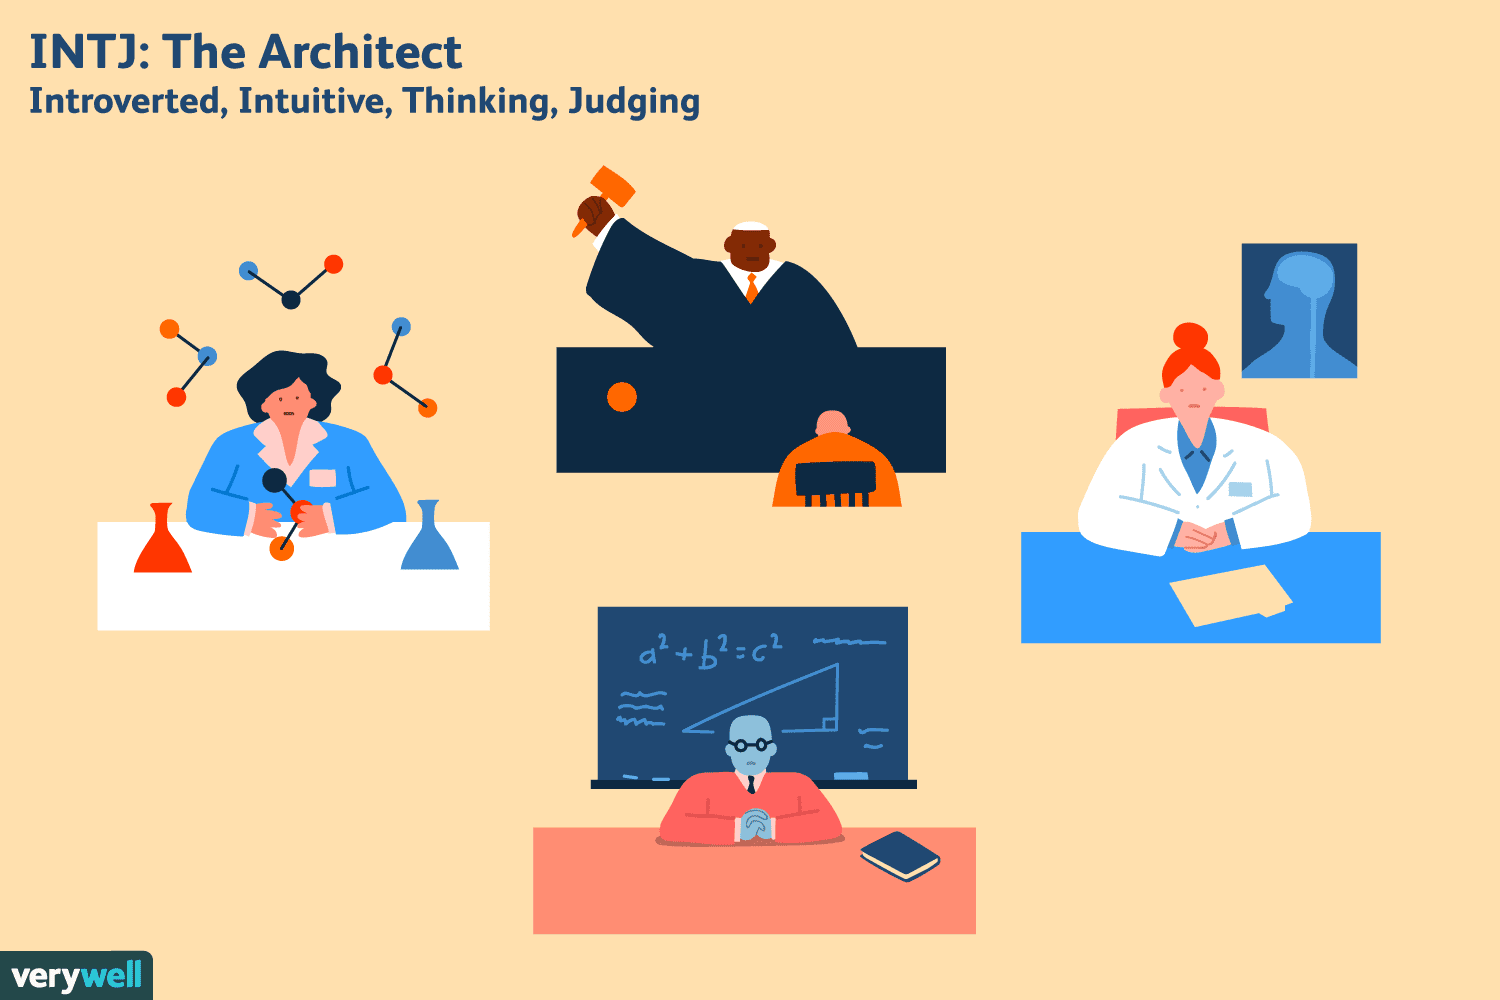 INTJ: The Architect
Introverted, Intuitive, Thinking, Judging
a² + b² = c²
verywell